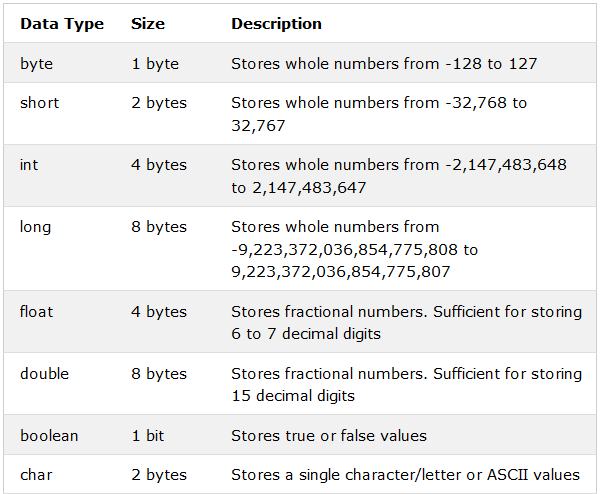 Data Type Size Description
byte 1 byte Stores whole numbers from -128 to 127
short 2 bytes Stores whole numbers from -32,768 to
32,767
int 4 bytes Stores whole numbers from -2,147,483,648
to 2,147,483,647
long 8 bytes Stores whole numbers from
-9,223,372,036,854,775,808 to
9,223,372,036,854,775,807
float 4 bytes Stores fractional numbers. Sufficient for storing
6 to 7 decimal digits
double 8 bytes Stores fractional numbers. Sufficient for storing
15 decimal digits
boolean 1 bit Stores true or false values
char 2 bytes Stores a single character/letter or ASCII values